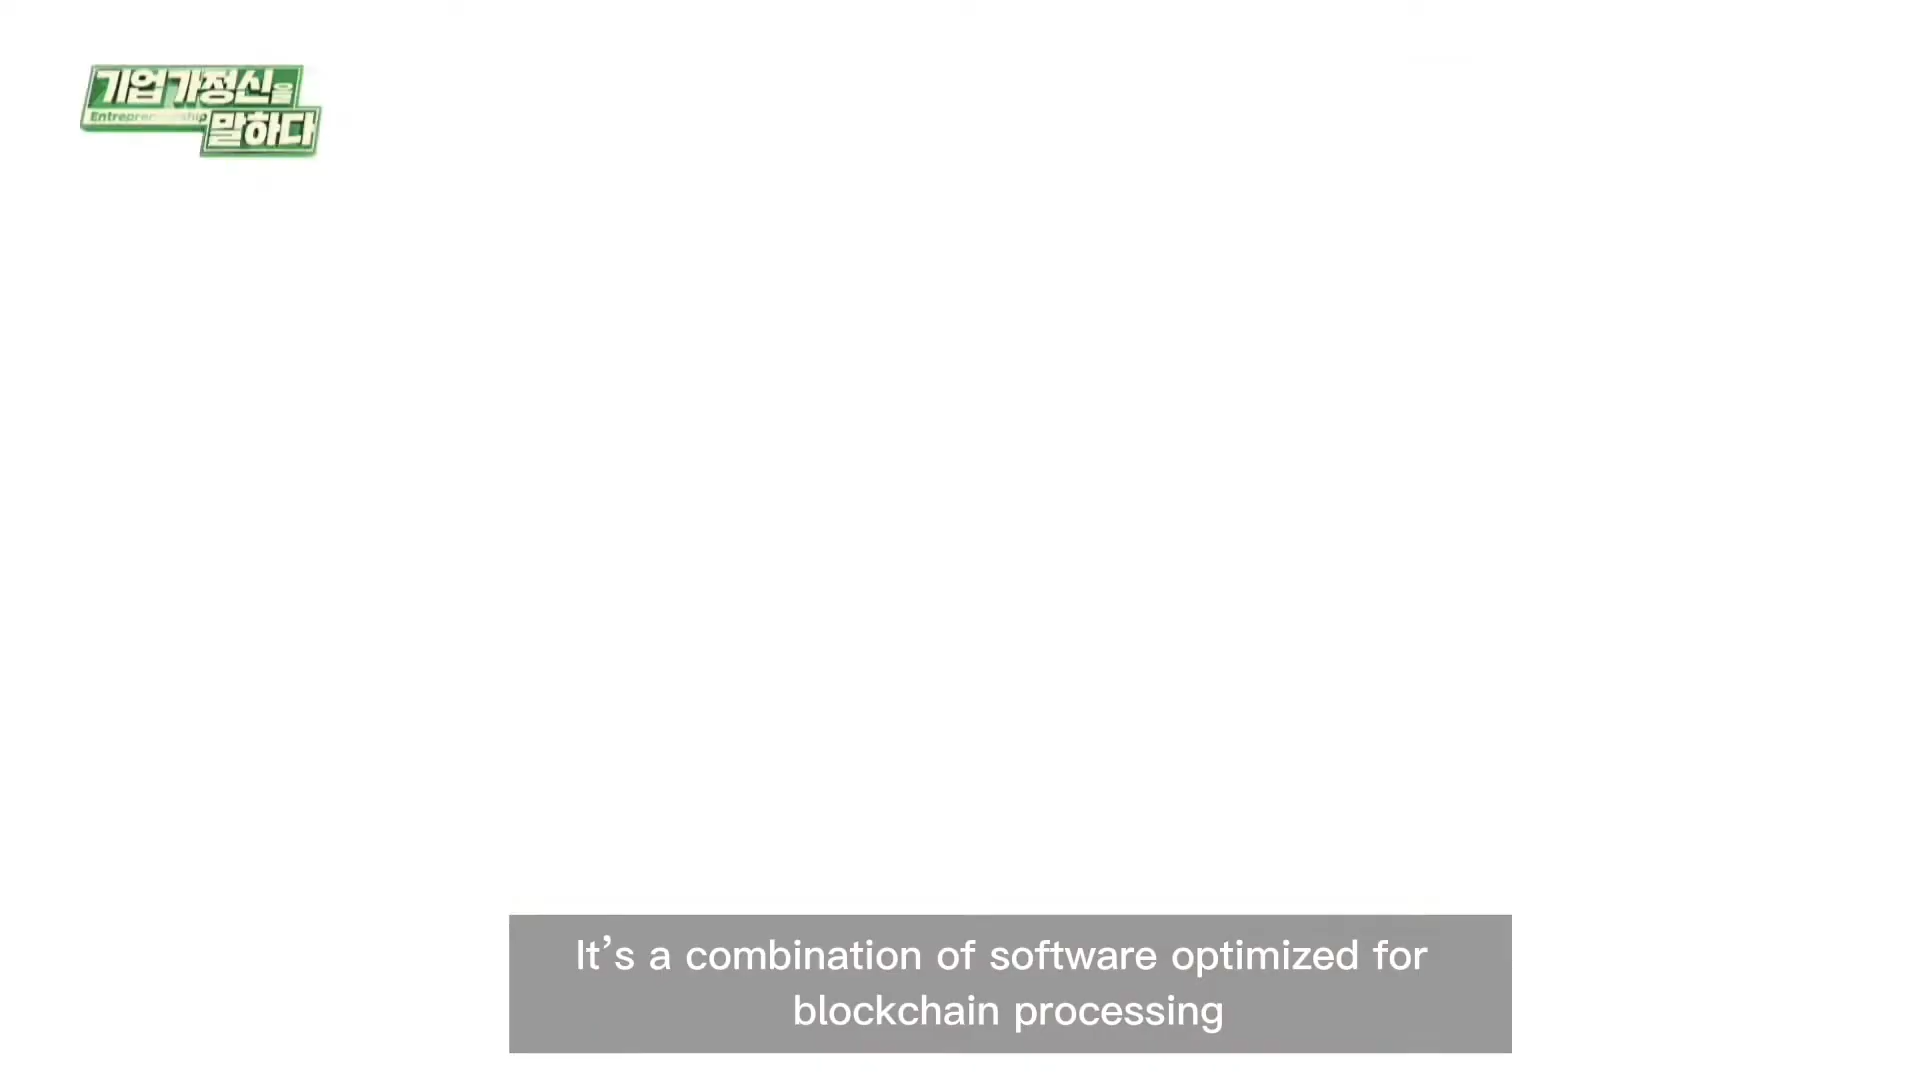 기업가정신을
Entrepreneurship
말하다
It's a combination of software optimized for
blockchain processing